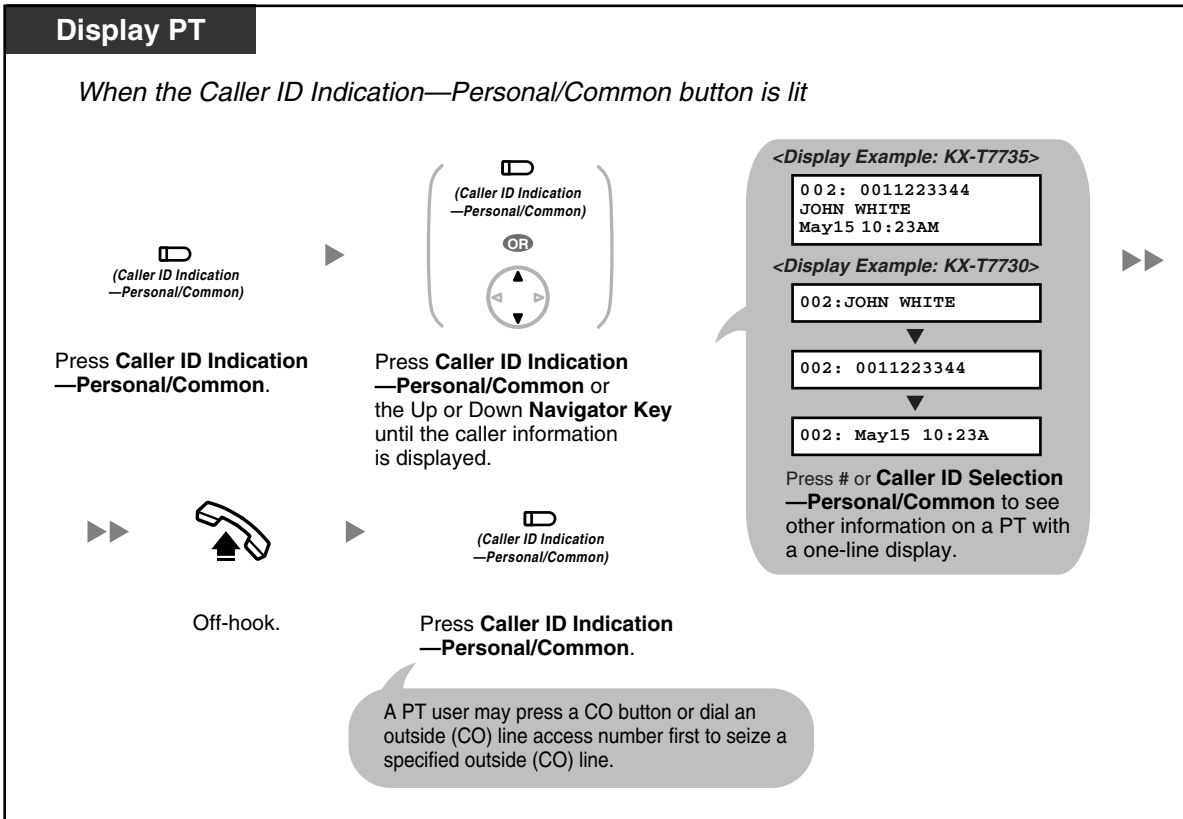 Display PT
When the Caller ID Indication—Personal/Common button is lit
(Caller ID Indication
—Personal/Common)
Press Caller ID Indication
—Personal/Common.
(Caller ID Indication
—Personal/Common)
OR
Press Caller ID Indication
—Personal/Common or
the Up or Down Navigator Key
until the caller information
is displayed.
<Display Example: KX-T7735>
002: 0011223344
JOHN WHITE
May15 10:23AM
<Display Example: KX-T7730>
002:JOHN WHITE
002: 0011223344
002: May15 10:23A
Press # or Caller ID Selection
—Personal/Common to see
other information on a PT with
a one-line display.
Off-hook.
(Caller ID Indication
—Personal/Common)
Press Caller ID Indication
—Personal/Common.
A PT user may press a CO button or dial an
outside (CO) line access number first to seize a
specified outside (CO) line.